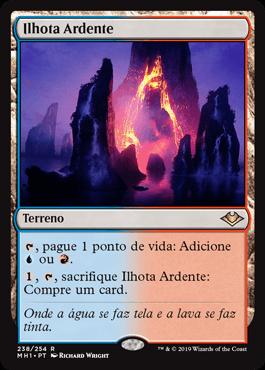 Ilhota Ardente
Terreno
, pague 1 ponto de vida: Adicione
ou .
1, , sacrifique Ilhota Ardente:
Compre um card.
Onde a água se faz tela e a lava se faz
tinta.
238/254 R
MH1 • PT Richard Wright
™ & © 2019 Wizards of the Coast